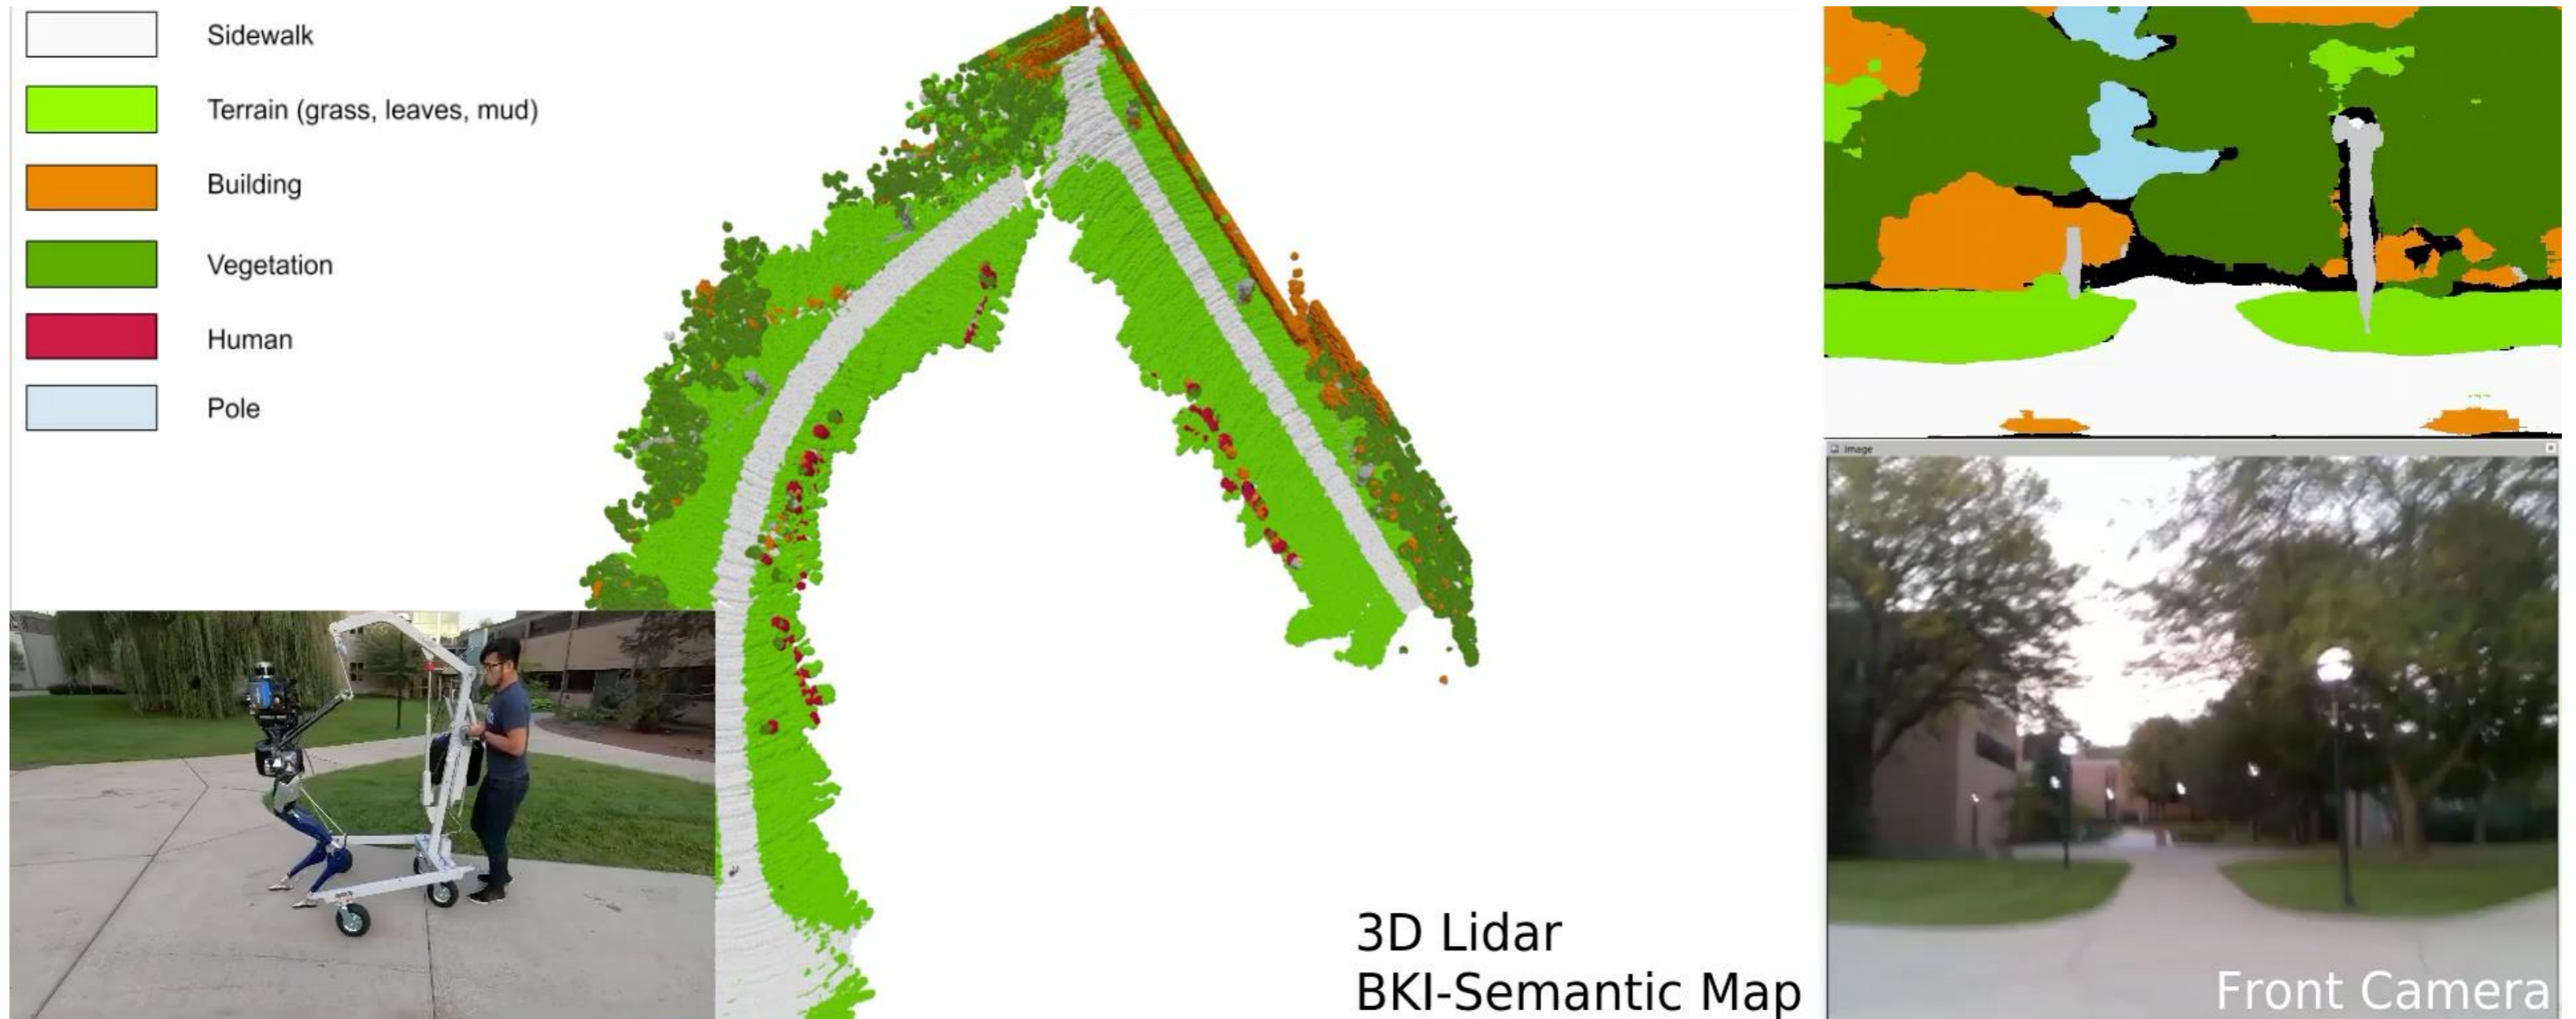 Sidewalk
Terrain (grass, leaves, mud)
Building
Vegetation
Human
Pole
Image
3D Lidar
BKI-Semantic Map
Front Camera